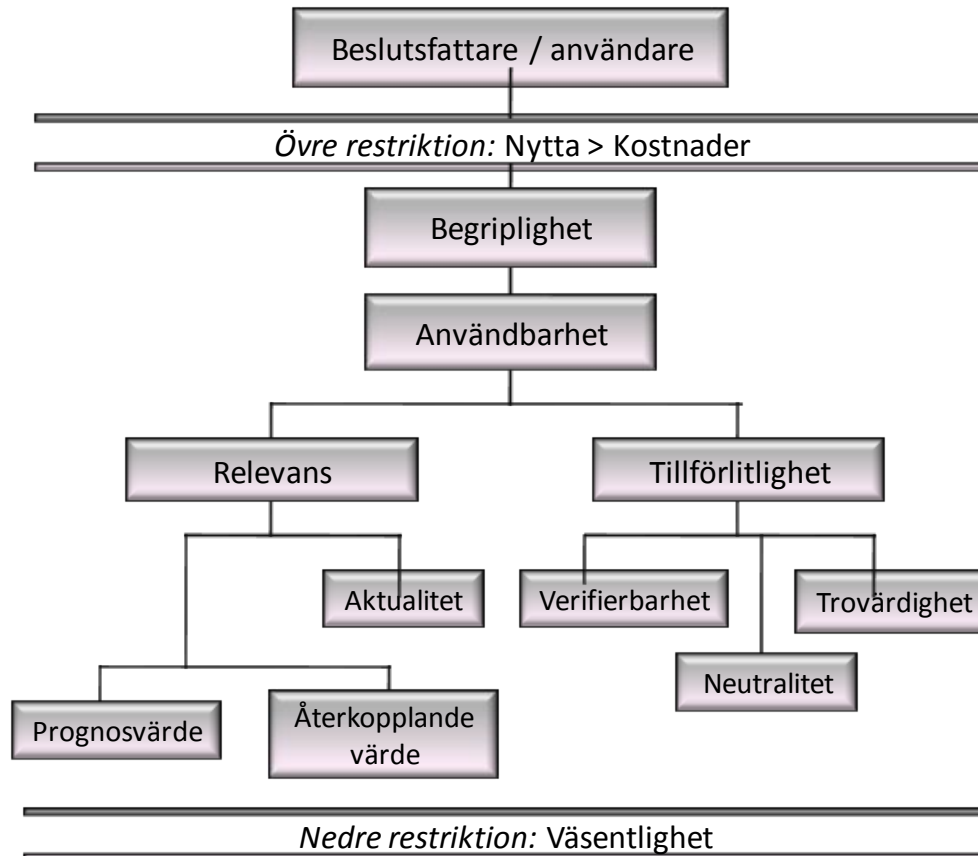 Beslutsfattare / användare
Övre restriktion: Nytta > Kostnader
Begriplighet
Användbarhet
Relevans
Tillförlitlighet
Aktualitet
Verifierbarhet
Trovärdighet
Neutralitet
Prognosvärde
Återkopplande
värde
Nedre restriktion: Väsentlighet